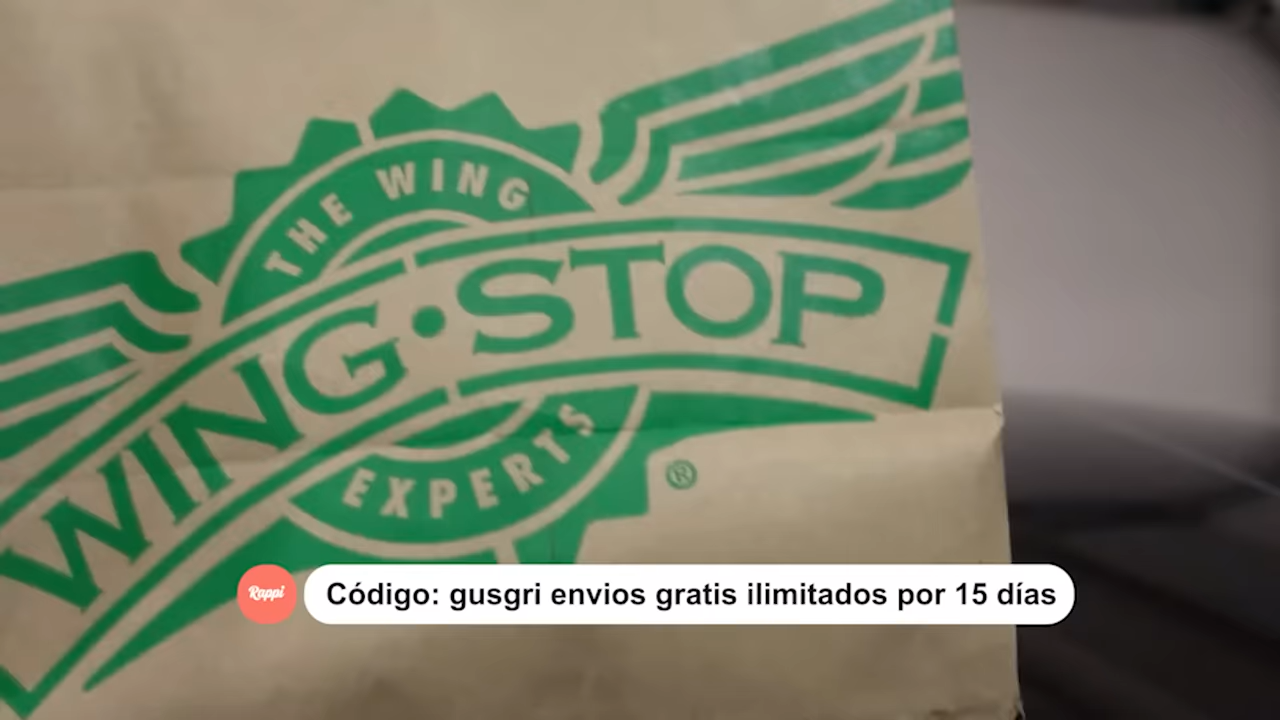 THE WING
WING·STOP
EXPERTS
®
Rappi
Código: gusgri envios gratis ilimitados por 15 días